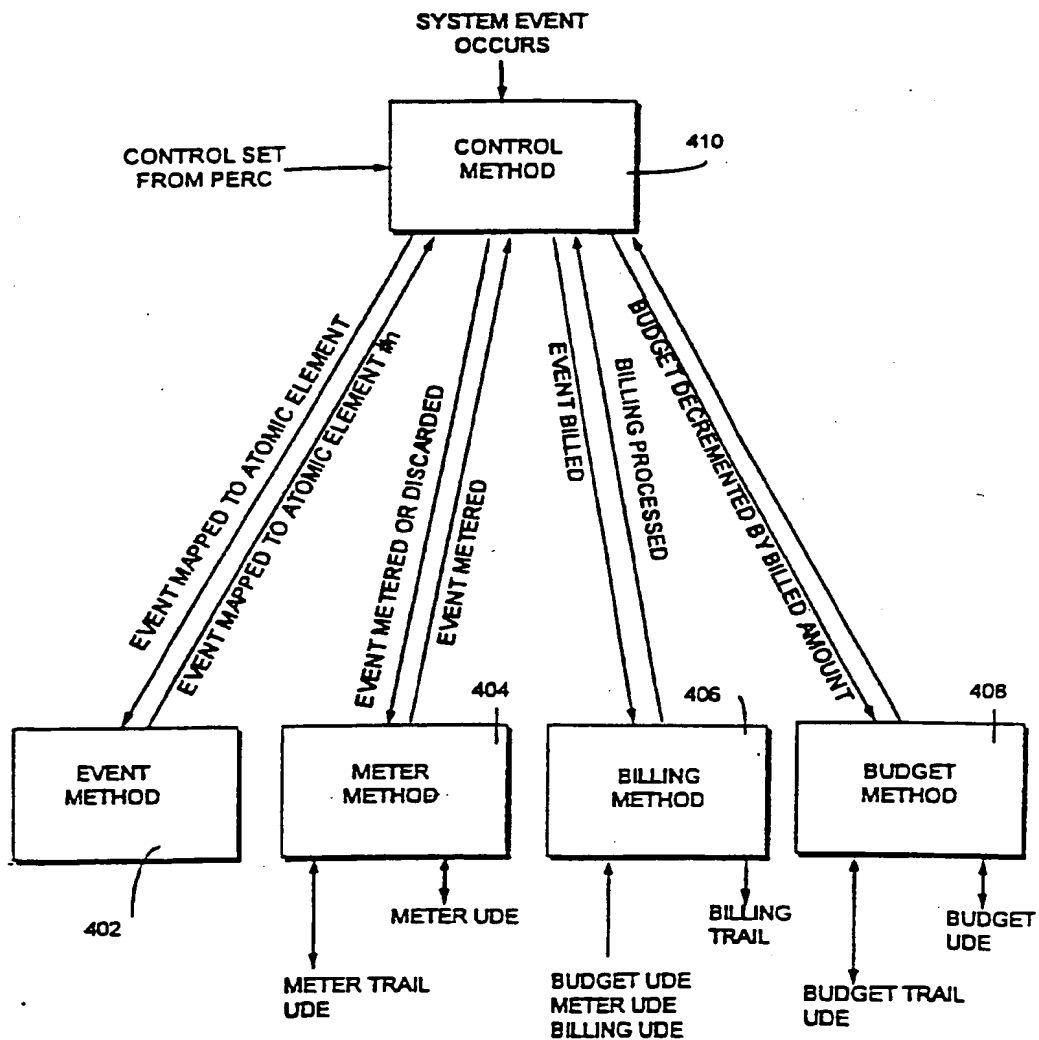 SYSTEM EVENT
OCCURS
CONTROL SET
FROM PERC
CONTROL
METHOD
410
EVENT MAPPED TO ATOMIC ELEMENT
EVENT MAPPED TO ATOMIC ELEMENT #n
EVENT METERED OR DISCARDED
EVENT METERED
EVENT BILLED
BILLING PROCESSED
BUDGET DECREMENTED BY BILLED AMOUNT
404
406
408
EVENT
METHOD
METER
METHOD
BILLING
METHOD
BUDGET
METHOD
402
METER UDE
BILLING
TRAIL
BUDGET
UDE
METER TRAIL
UDE
BUDGET UDE
METER UDE
BILLING UDE
BUDGET TRAIL
UDE